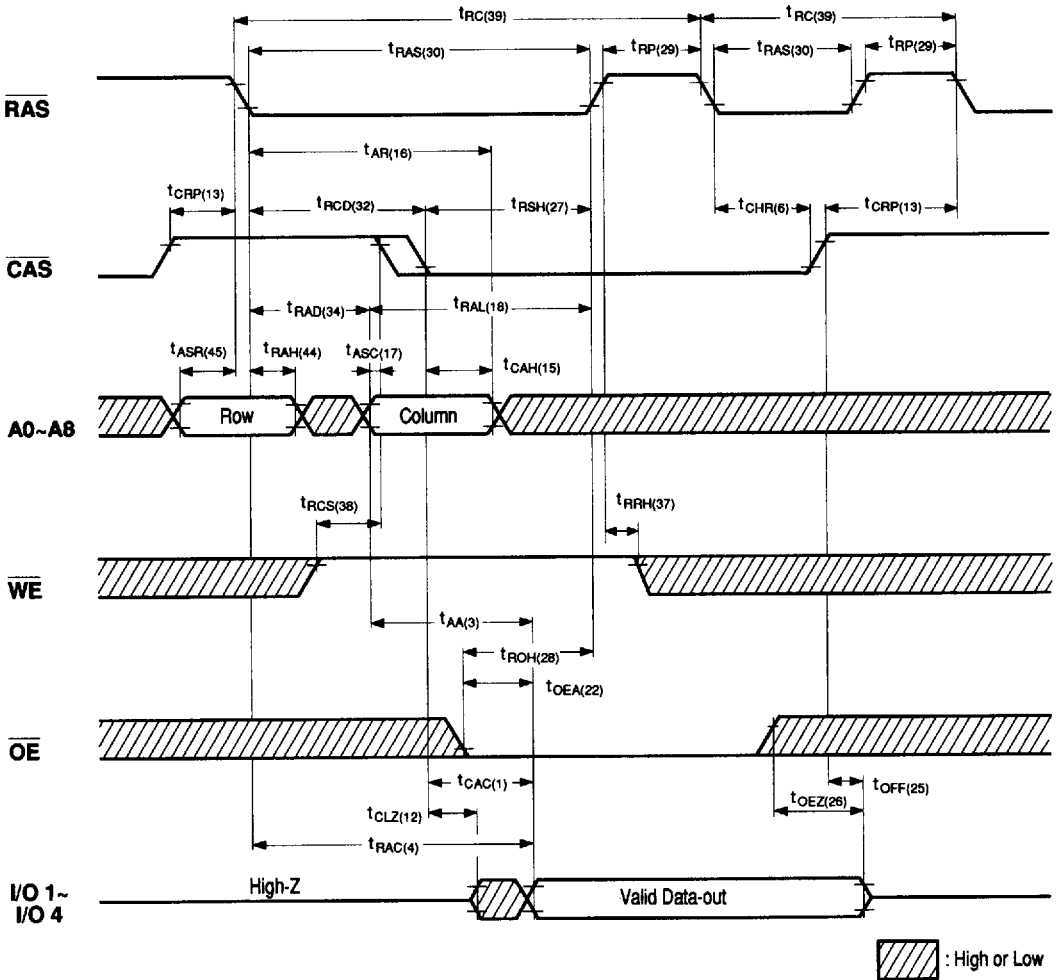 tRC(39) tRC(39)
tRAS(30) tRP(29) tRAS(30) tRP(29)
RAS
tAR(16)
tCRP(13) tRCD(32) tRSH(27) tCHR(6) tCRP(13)
CAS
tRAD(34) tRAL(18)
tASR(45) tRAH(44) tASC(17) tCAH(15)
A0~A8 Row Column
tRCS(38) tRRH(37)
WE
tAA(3)
tROH(28)
tOEA(22)
OE
tCAC(1) tOFF(25)
tCLZ(12) tOEZ(26)
tRAC(4)
I/O 1~ High-Z Valid Data-out
I/O 4
: High or Low